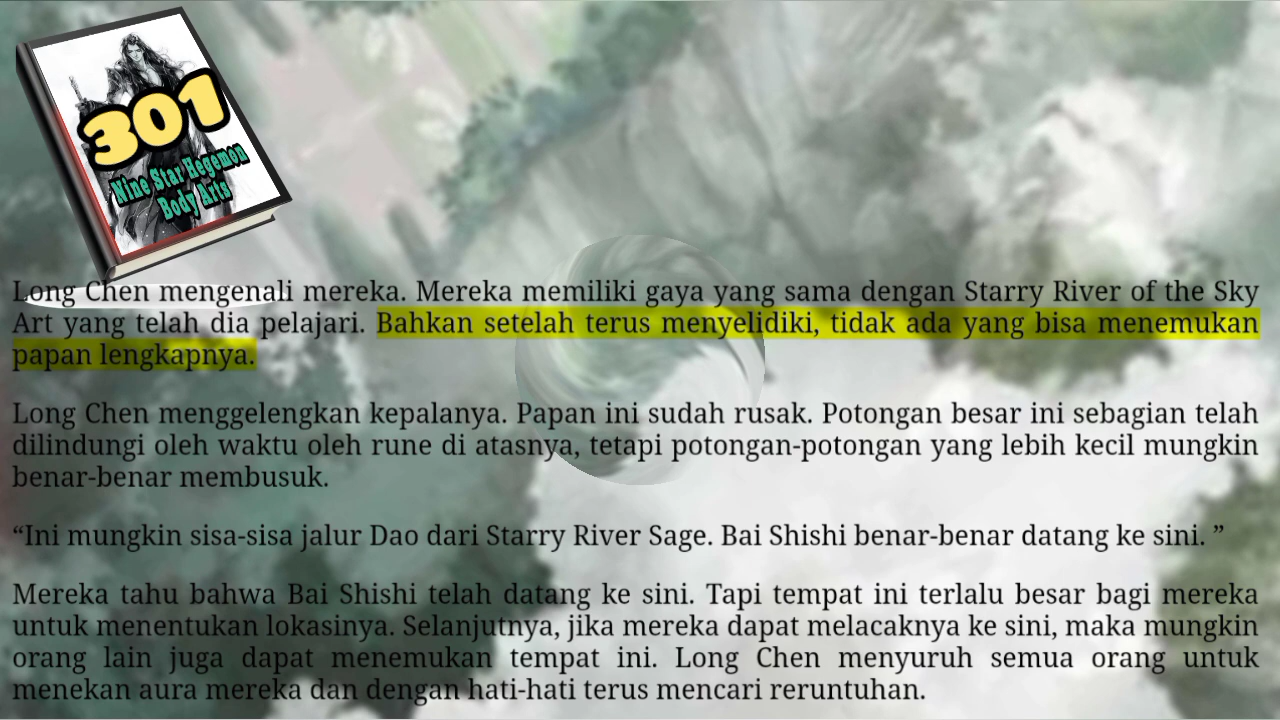 301
Nine Star Hegemon
Body Arts
Long Chen mengenali mereka. Mereka memiliki gaya yang sama dengan Starry River of the Sky
Art yang telah dia pelajari. Bahkan setelah terus menyelidiki, tidak ada yang bisa menemukan
papan lengkapnya.
Long Chen menggelengkan kepalanya. Papan ini sudah rusak. Potongan besar ini sebagian telah
dilindungi oleh waktu oleh rune di atasnya, tetapi potongan-potongan yang lebih kecil mungkin
benar-benar membusuk.
“Ini mungkin sisa-sisa jalur Dao dari Starry River Sage. Bai Shishi benar-benar datang ke sini. ”
Mereka tahu bahwa Bai Shishi telah datang ke sini. Tapi tempat ini terlalu besar bagi mereka
untuk menentukan lokasinya. Selanjutnya, jika mereka dapat melacaknya ke sini, maka mungkin
orang lain juga dapat menemukan tempat ini. Long Chen menyuruh semua orang untuk
menekan aura mereka dan dengan hati-hati terus mencari reruntuhan.